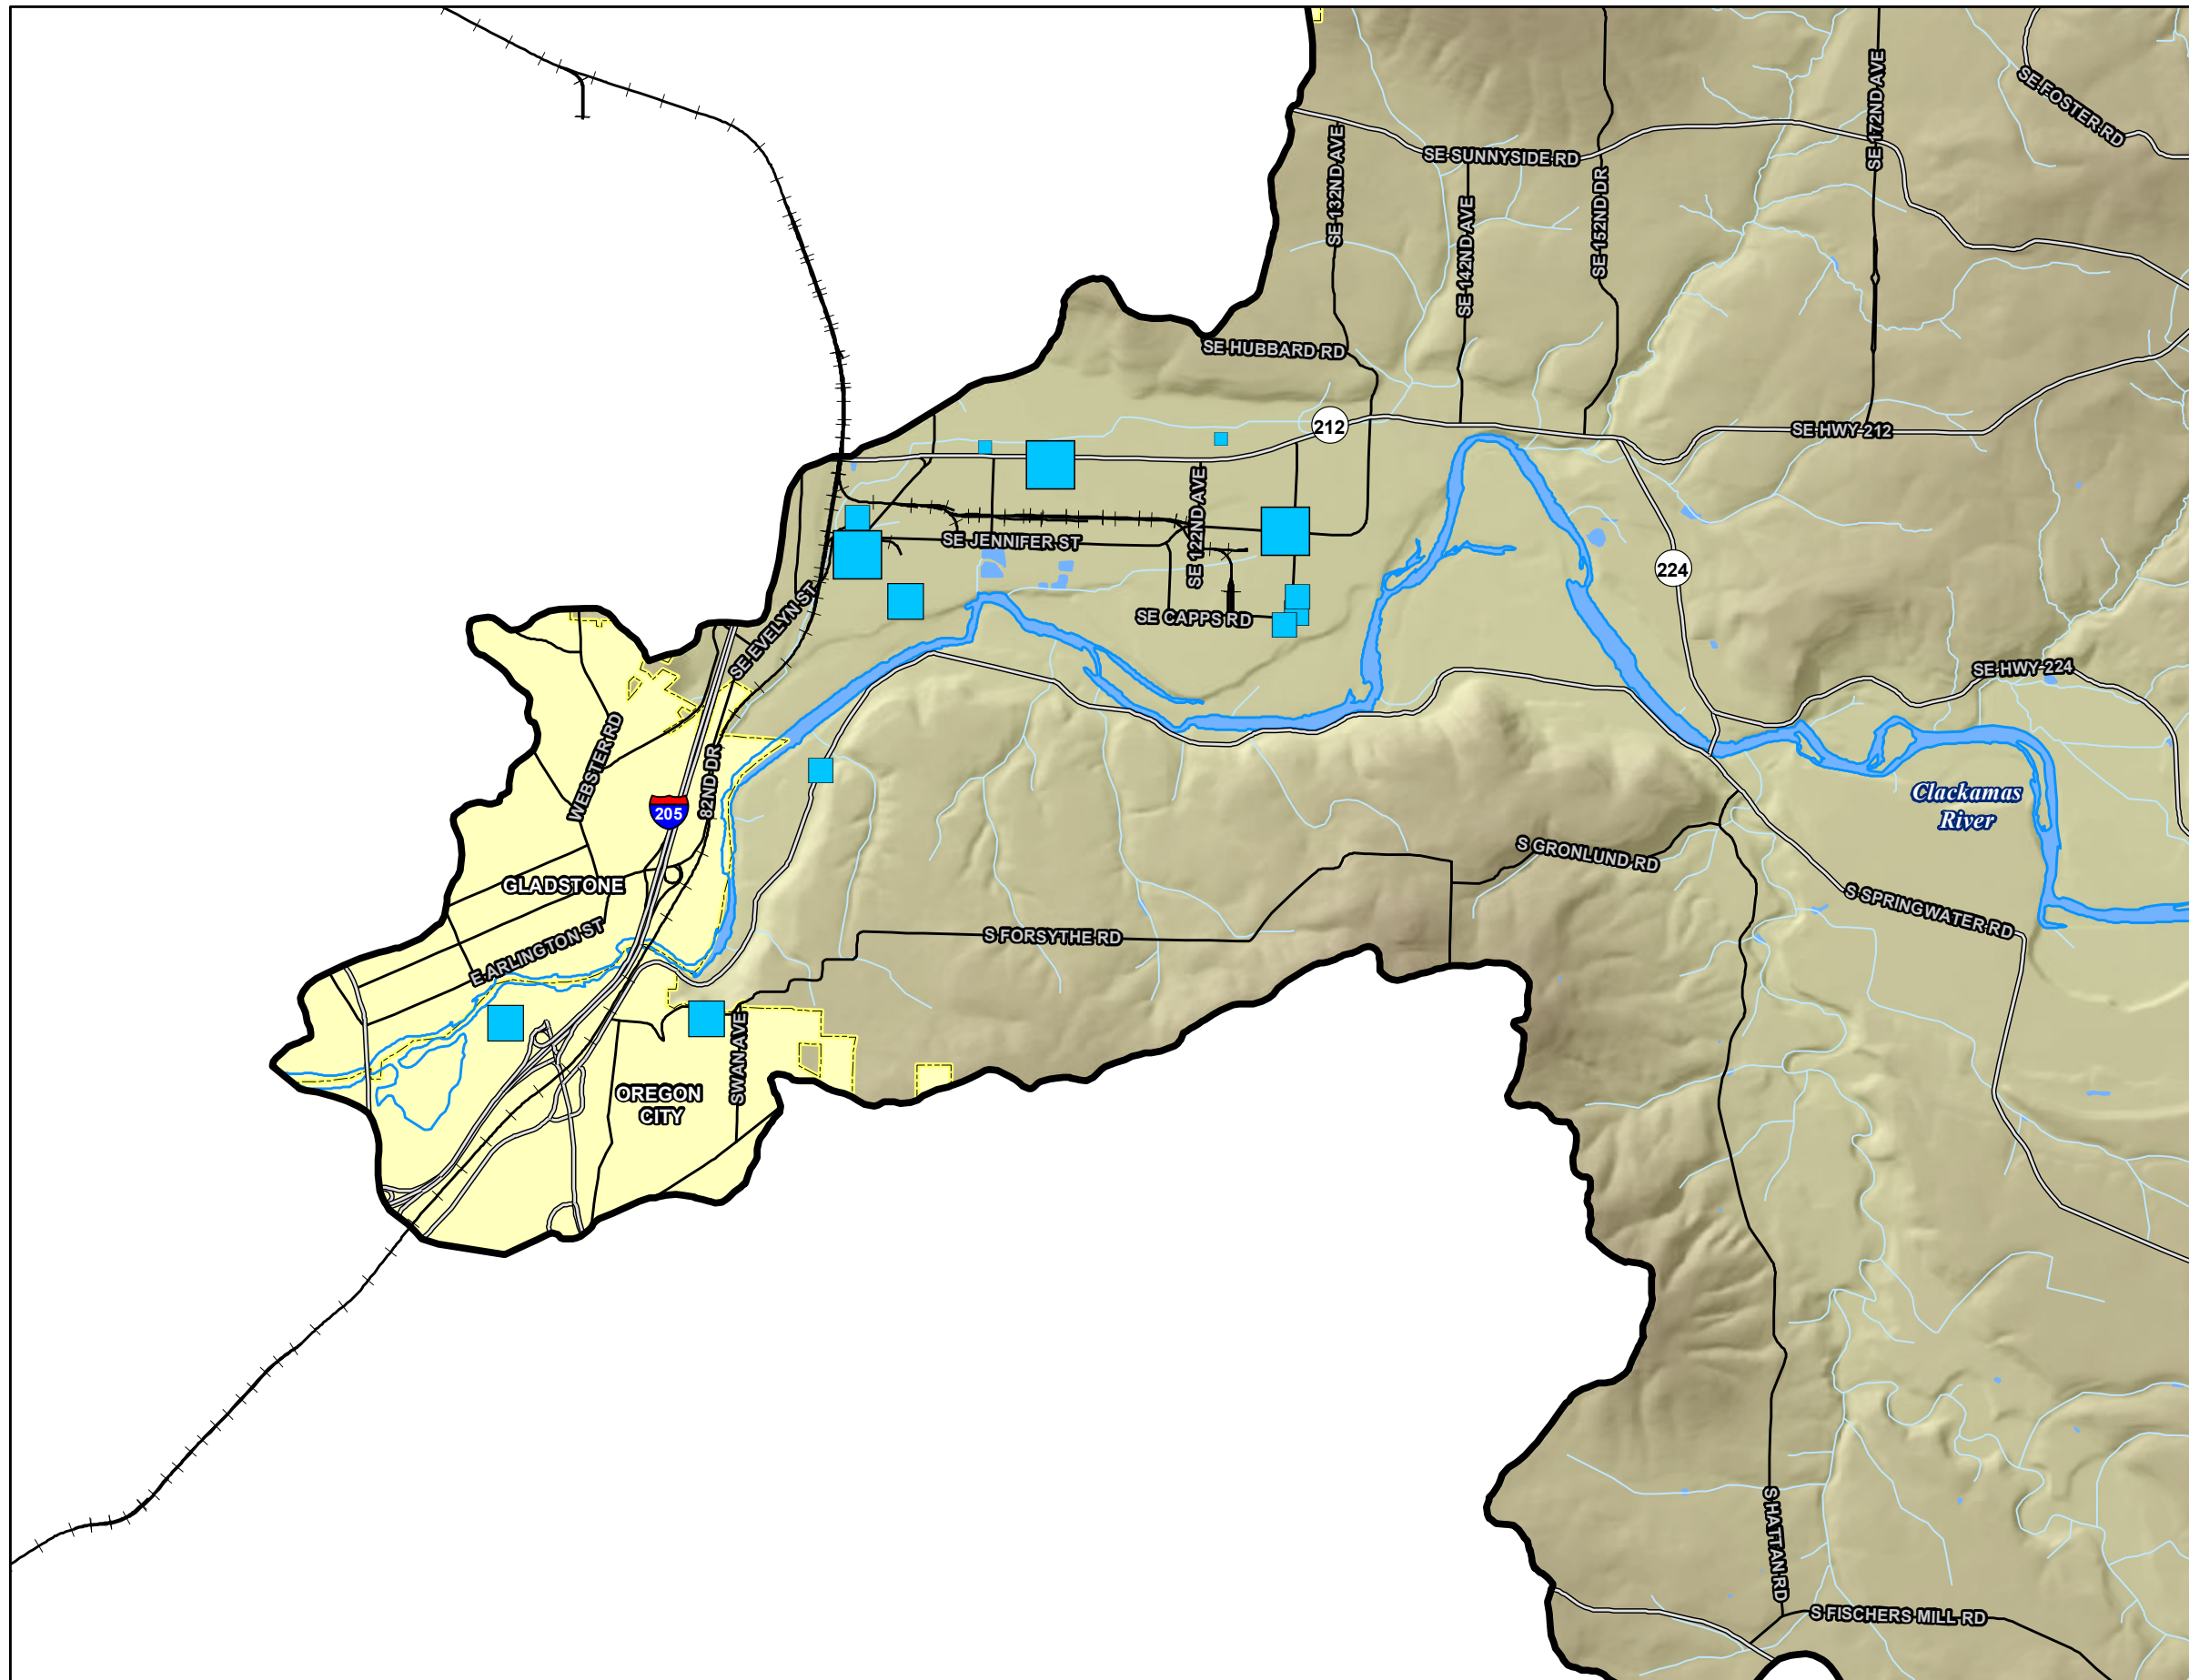 SE FOSTER RD
SE 172ND AVE
SE SUNNYSIDE RD
SE 132ND AVE
SE 142ND AVE
SE 152ND DR
SE HUBBARD RD
212
SE HWY 212
SE 122ND AVE
SE JENNIFER ST
224
SE CAPPS RD
SE EVELYN ST
SE HWY 224
WEBSTER RD
82ND DR
205
Clackamas
River
S GRONLUND RD
GLADSTONE
S SPRINGWATER RD
E ARLINGTON ST
S FORSYTHE RD
SWAN AVE
OREGON
CITY
S HATTAN RD
S FISCHERS MILL RD